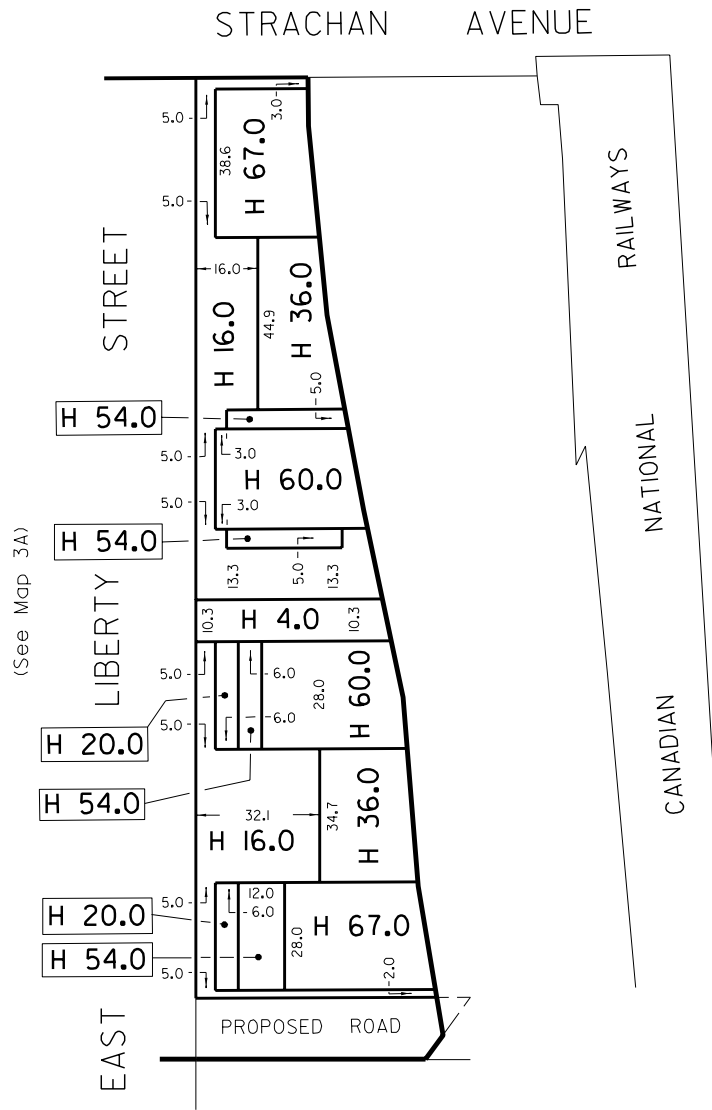 STRACHAN AVENUE
5.0
3.0
38.6
H 67.0
5.0
RAILWAYS
STREET
16.0
H 16.0
44.9
H 36.0
5.0
H 54.0
5.0
3.0
H 60.0
NATIONAL
5.0
3.0
H 54.0
(See Map 3A)
13.3
5.0
13.3
LIBERTY
10.3
H 4.0
10.3
5.0
6.0
28.0
H 60.0
5.0
6.0
H 20.0
CANADIAN
H 54.0
32.1
H 16.0
34.7
H 36.0
5.0
12.0
6.0
H 20.0
28.0
H 67.0
H 54.0
5.0
2.0
EAST
PROPOSED ROAD